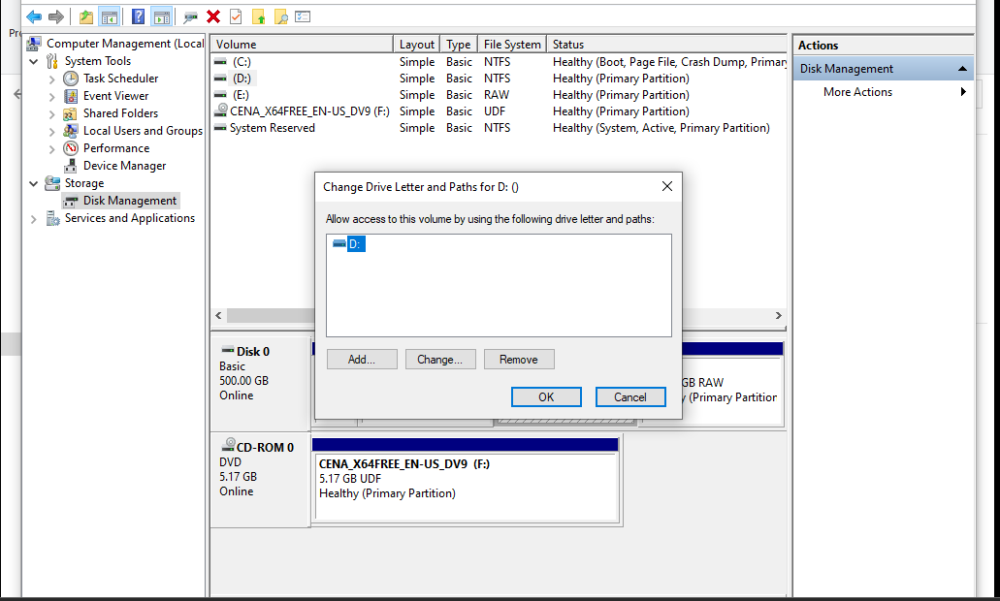 Pr
Computer Management (Local
System Tools
Task Scheduler
Event Viewer
Shared Folders
Local Users and Groups
Performance
Device Manager
Storage
Disk Management
Services and Applications
Volume Layout Type File System Status
(C:) Simple Basic NTFS Healthy (Boot, Page File, Crash Dump, Primary
(D:) Simple Basic NTFS Healthy (Primary Partition)
(E:) Simple Basic RAW Healthy (Primary Partition)
CENA_X64FREE_EN-US_DV9 (F:) Simple Basic UDF Healthy (Primary Partition)
System Reserved Simple Basic NTFS Healthy (System, Active, Primary Partition)
Change Drive Letter and Paths for D: ()
Allow access to this volume by using the following drive letter and paths:
D:
Add... Change... Remove
OK Cancel
Disk 0
Basic
500.00 GB
Online
GB RAW
y (Primary Partition
CD-ROM 0
DVD
5.17 GB
Online
CENA_X64FREE_EN-US_DV9 (F:)
5.17 GB UDF
Healthy (Primary Partition)
Actions
Disk Management
More Actions